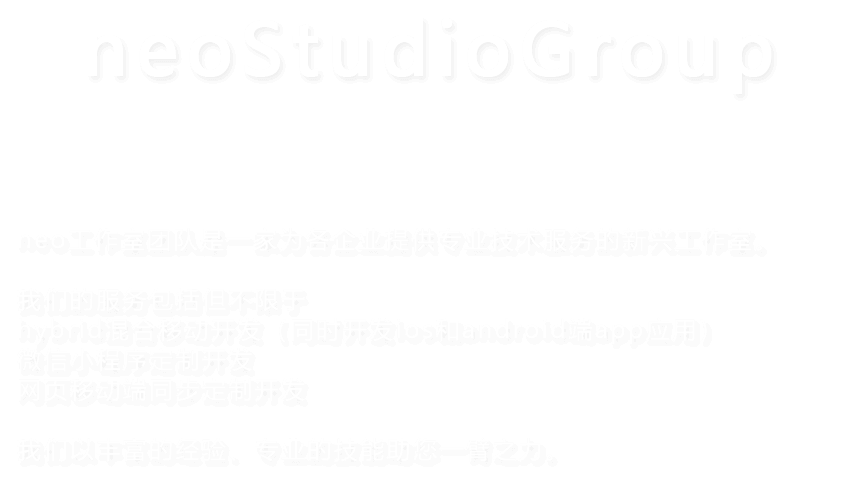 neoStudioGroup
neo工作室团队是一家为各企业提供专业技术服务的新兴工作室。
我们的服务包括但不限于
hybrid混合移动开发（同时开发ios和android端app应用）
微信小程序定制开发
网页移动端同步定制开发
我们以丰富的经验、专业的技能助您一臂之力。